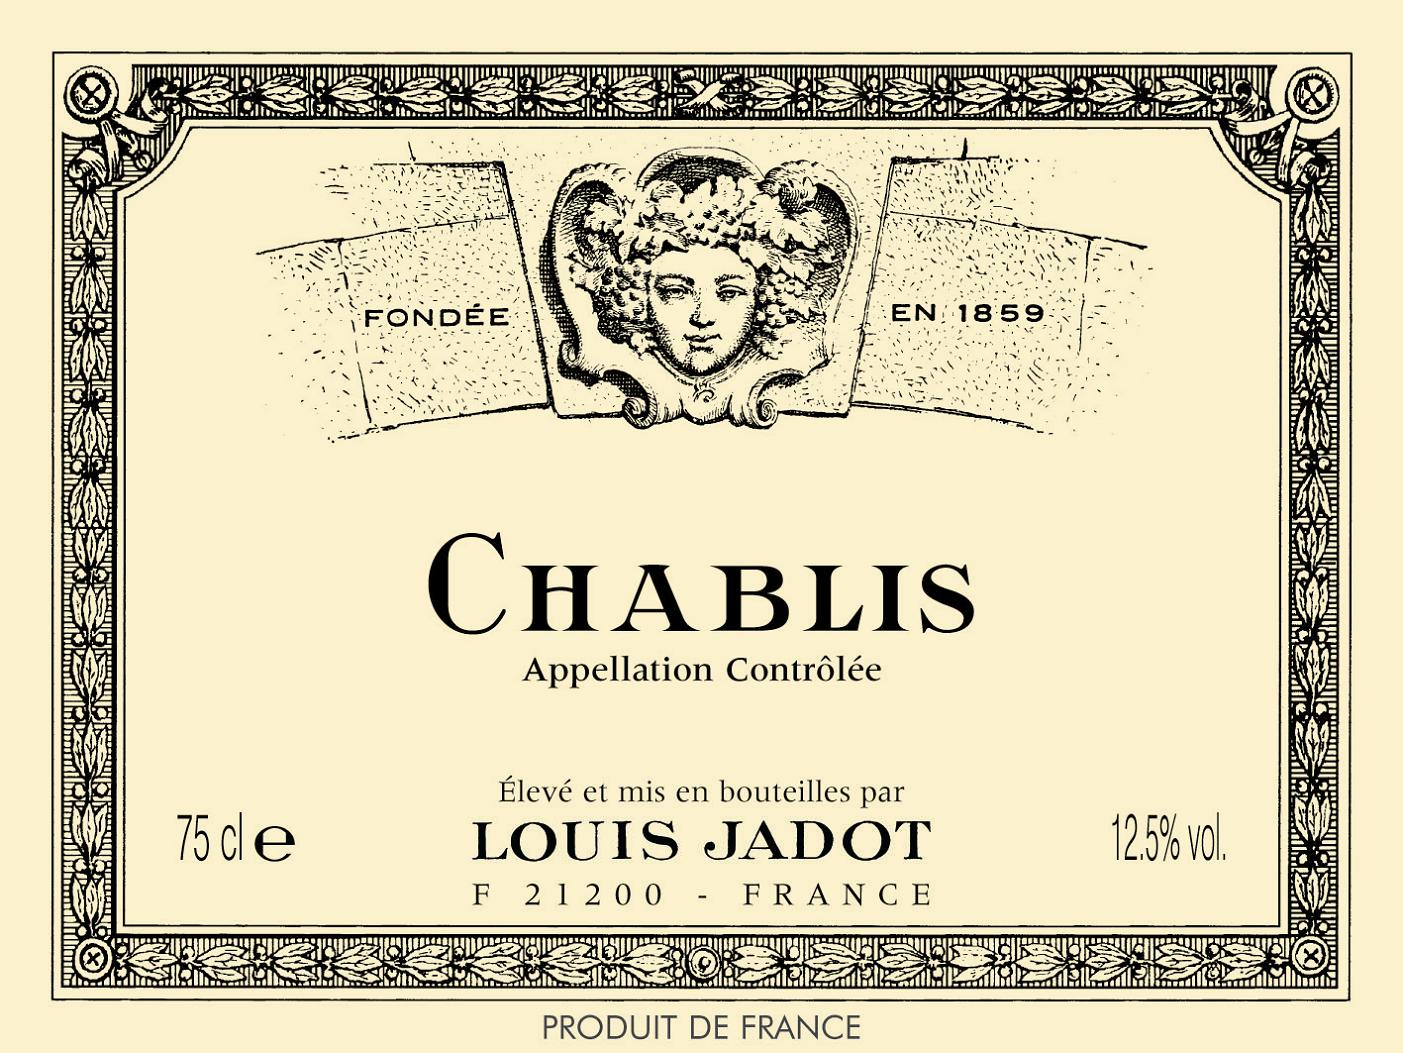 FONDÉE EN 1859
CHABLIS
Appellation Contrôlée
Élevé et mis en bouteilles par
LOUIS JADOT
75 cl e 12.5% vol.
F 21200 - FRANCE
PRODUIT DE FRANCE